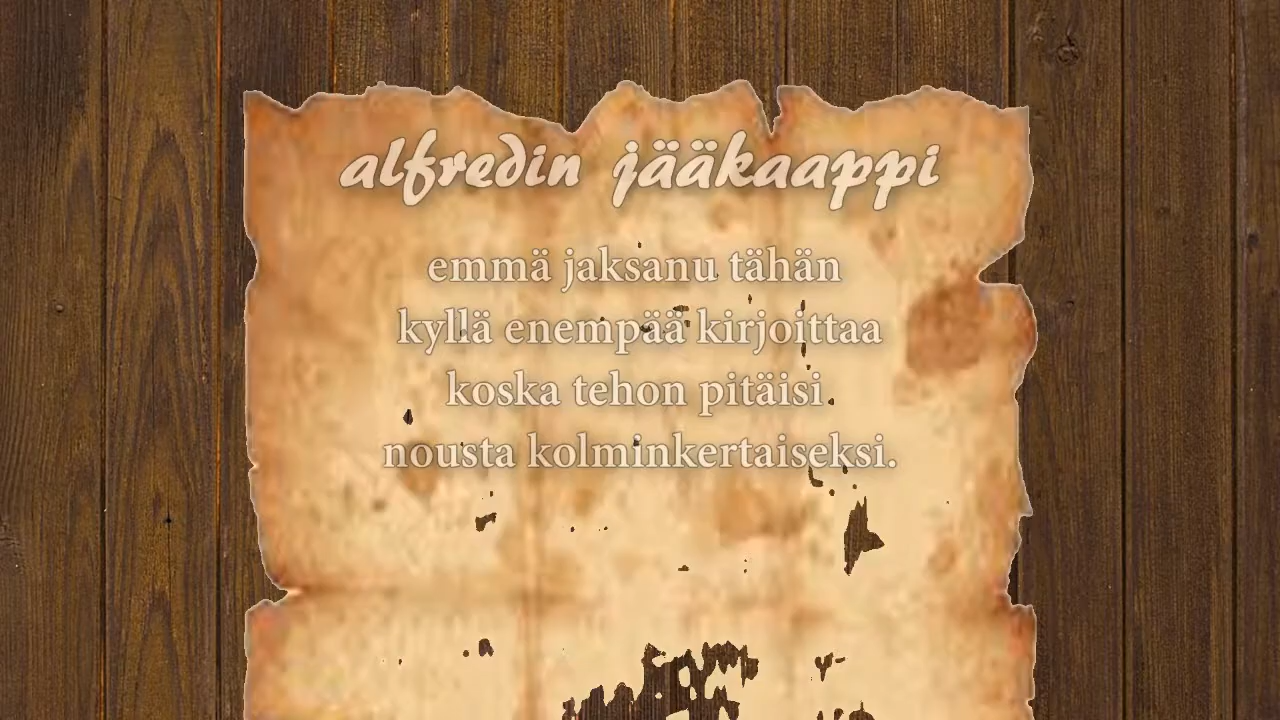 alfredin jääkaappi
emmä jaksanu tähän
kyllä enempää kirjoittaa
koska tehon pitäisi
nousta kolminkertaiseksi.